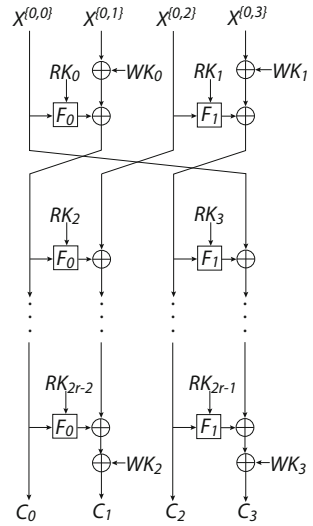 X^{0,0} X^{0,1} X^{0,2} X^{0,3}
WK₀ WK₁
RK₀ RK₁
F₀ F₁
RK₂ RK₃
F₀ F₁
RK₂ᵣ₋₂ RK₂ᵣ₋₁
F₀ F₁
WK₂ WK₃
C₀ C₁ C₂ C₃